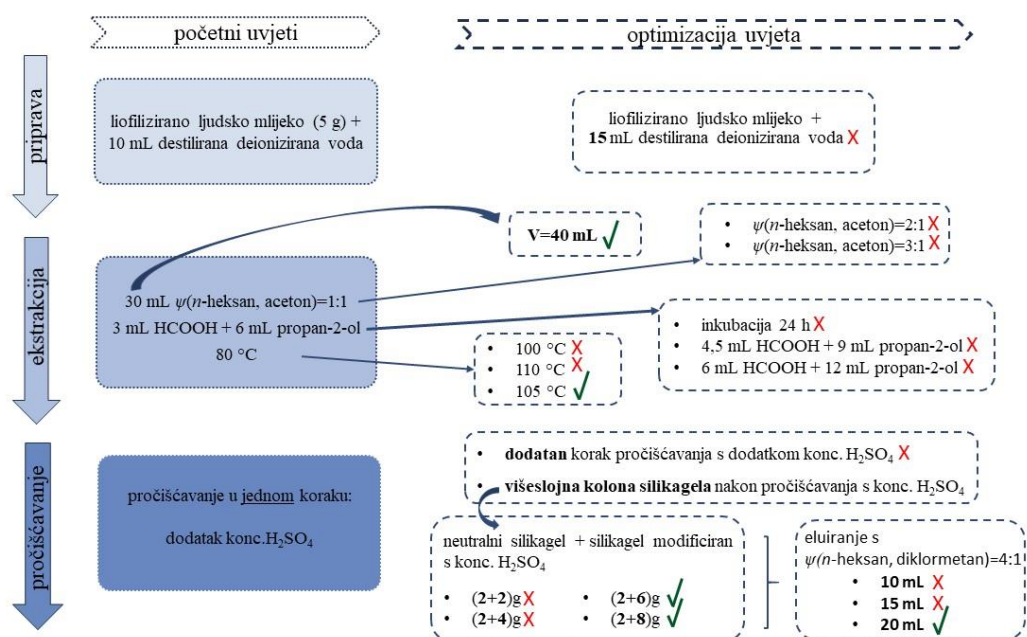 početni uvjeti
optimizacija uvjeta
priprava
liofilizirano ljudsko mlijeko (5 g) +
10 mL destilirana deionizirana voda
liofilizirano ljudsko mlijeko +
15 mL destilirana deionizirana voda X
ekstrakcija
30 mL ψ(n-heksan, aceton)=1:1
3 mL HCOOH + 6 mL propan-2-ol
80 °C
V=40 mL ✓
• ψ(n-heksan, aceton)=2:1 X
• ψ(n-heksan, aceton)=3:1 X
• inkubacija 24 h X
• 4,5 mL HCOOH + 9 mL propan-2-ol X
• 6 mL HCOOH + 12 mL propan-2-ol X
• 100 °C X
• 110 °C X
• 105 °C ✓
pročišćavanje
pročišćavanje u jednom koraku:
dodatak konc.H₂SO₄
• dodatan korak pročišćavanja s dodatkom konc. H₂SO₄ X
• višeslojna kolona silikagela nakon pročišćavanja s konc. H₂SO₄
neutralni silikagel + silikagel modificiran
s konc. H₂SO₄
• (2+2)g X • (2+6)g ✓
• (2+4)g X • (2+8)g ✓
eluiranje s
ψ(n-heksan, diklormetan)=4:1
• 10 mL X
• 15 mL X
• 20 mL ✓